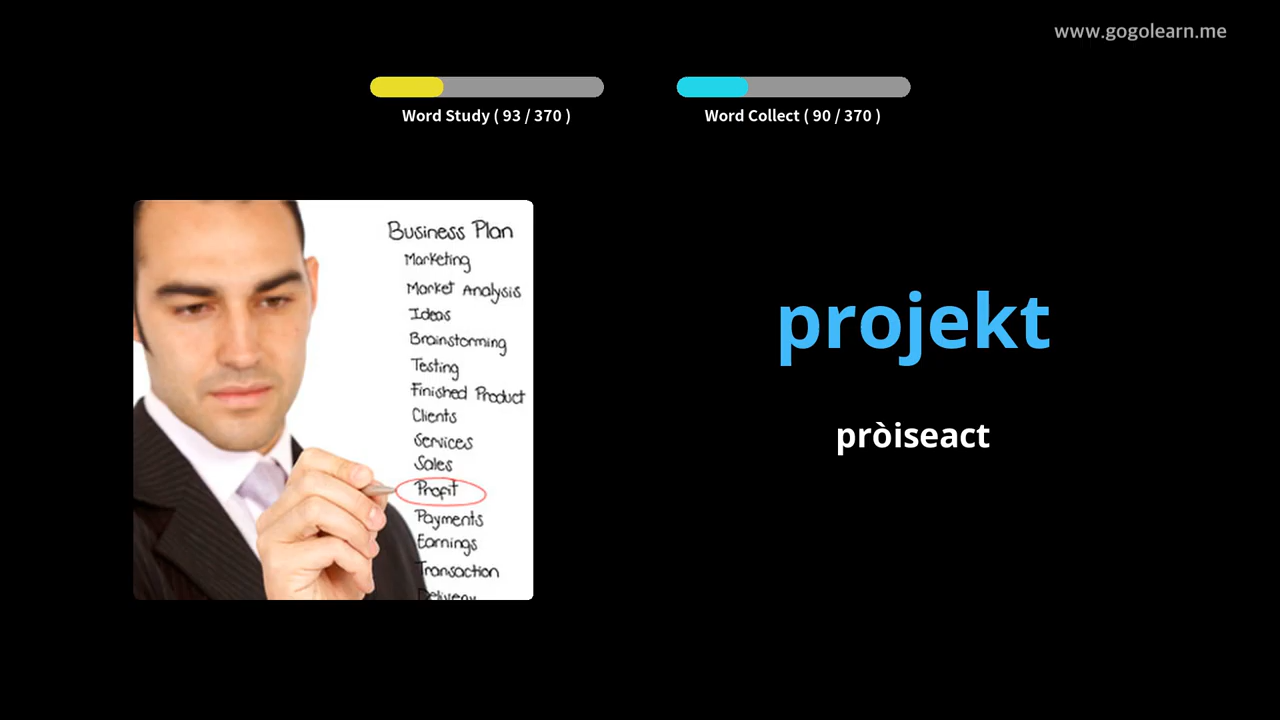 www.gogolearn.me
Word Study ( 93 / 370 )
Word Collect ( 90 / 370 )
Business Plan
Marketing
Market Analysis
Ideas
Brainstorming
Testing
Finished Product
Clients
Services
Sales
Profit
Payments
Earnings
Transaction
Delivery
projekt
pròiseact